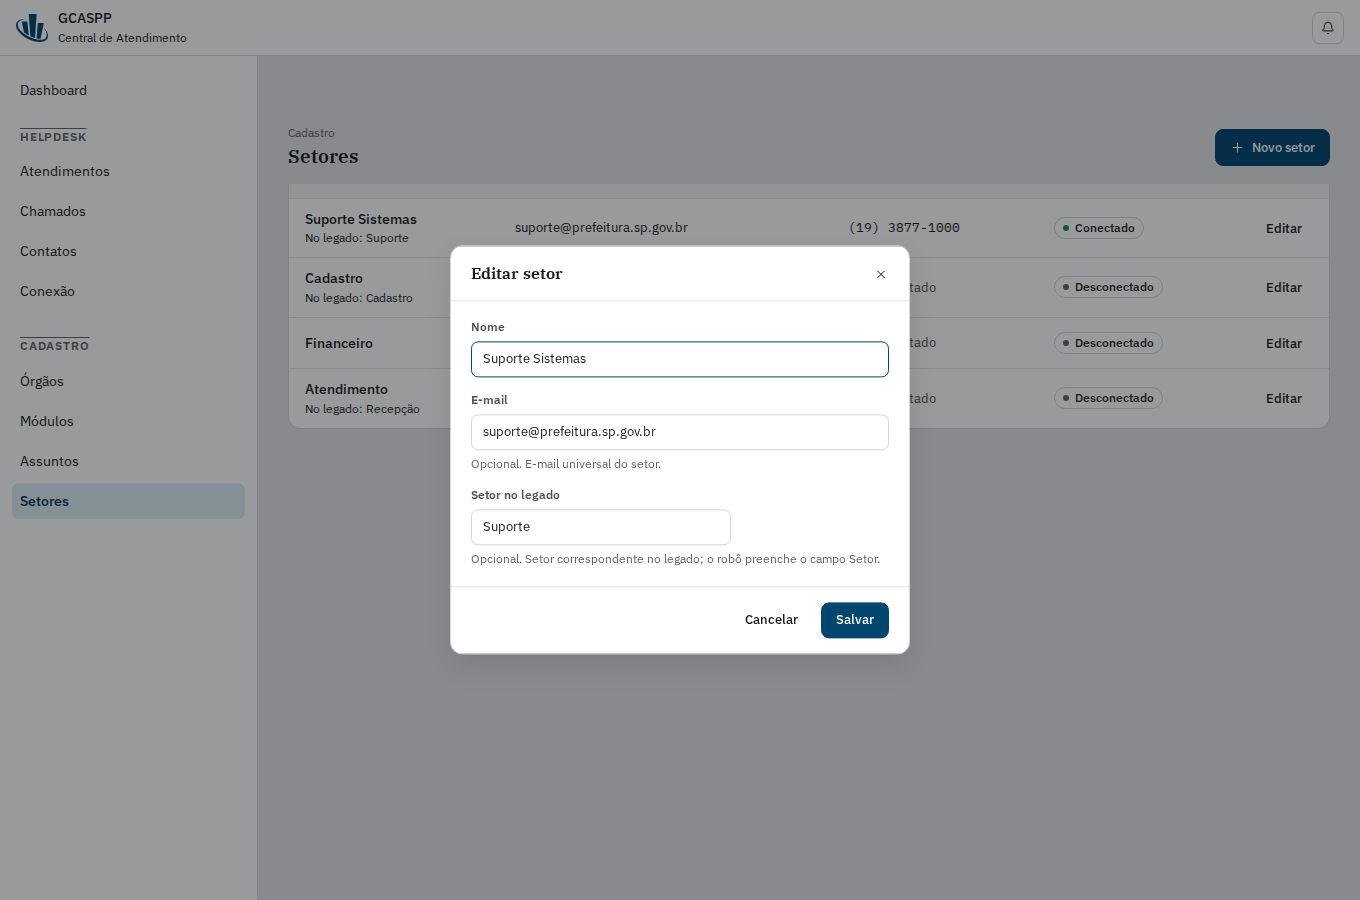 GCASPP
Central de Atendimento
Dashboard
HELPDESK
Atendimentos
Chamados
Contatos
Conexão
CADASTRO
Órgãos
Módulos
Assuntos
Setores
Cadastro
Setores
Novo setor
Suporte Sistemas
No legado: Suporte
suporte@prefeitura.sp.gov.br
(19) 3877-1000
Conectado
Editar
Cadastro
No legado: Cadastro
tado
Desconectado
Editar
Financeiro
tado
Desconectado
Editar
Atendimento
No legado: Recepção
tado
Desconectado
Editar
Editar setor
Nome
Suporte Sistemas
E-mail
suporte@prefeitura.sp.gov.br
Opcional. E-mail universal do setor.
Setor no legado
Suporte
Opcional. Setor correspondente no legado; o robô preenche o campo Setor.
Cancelar
Salvar